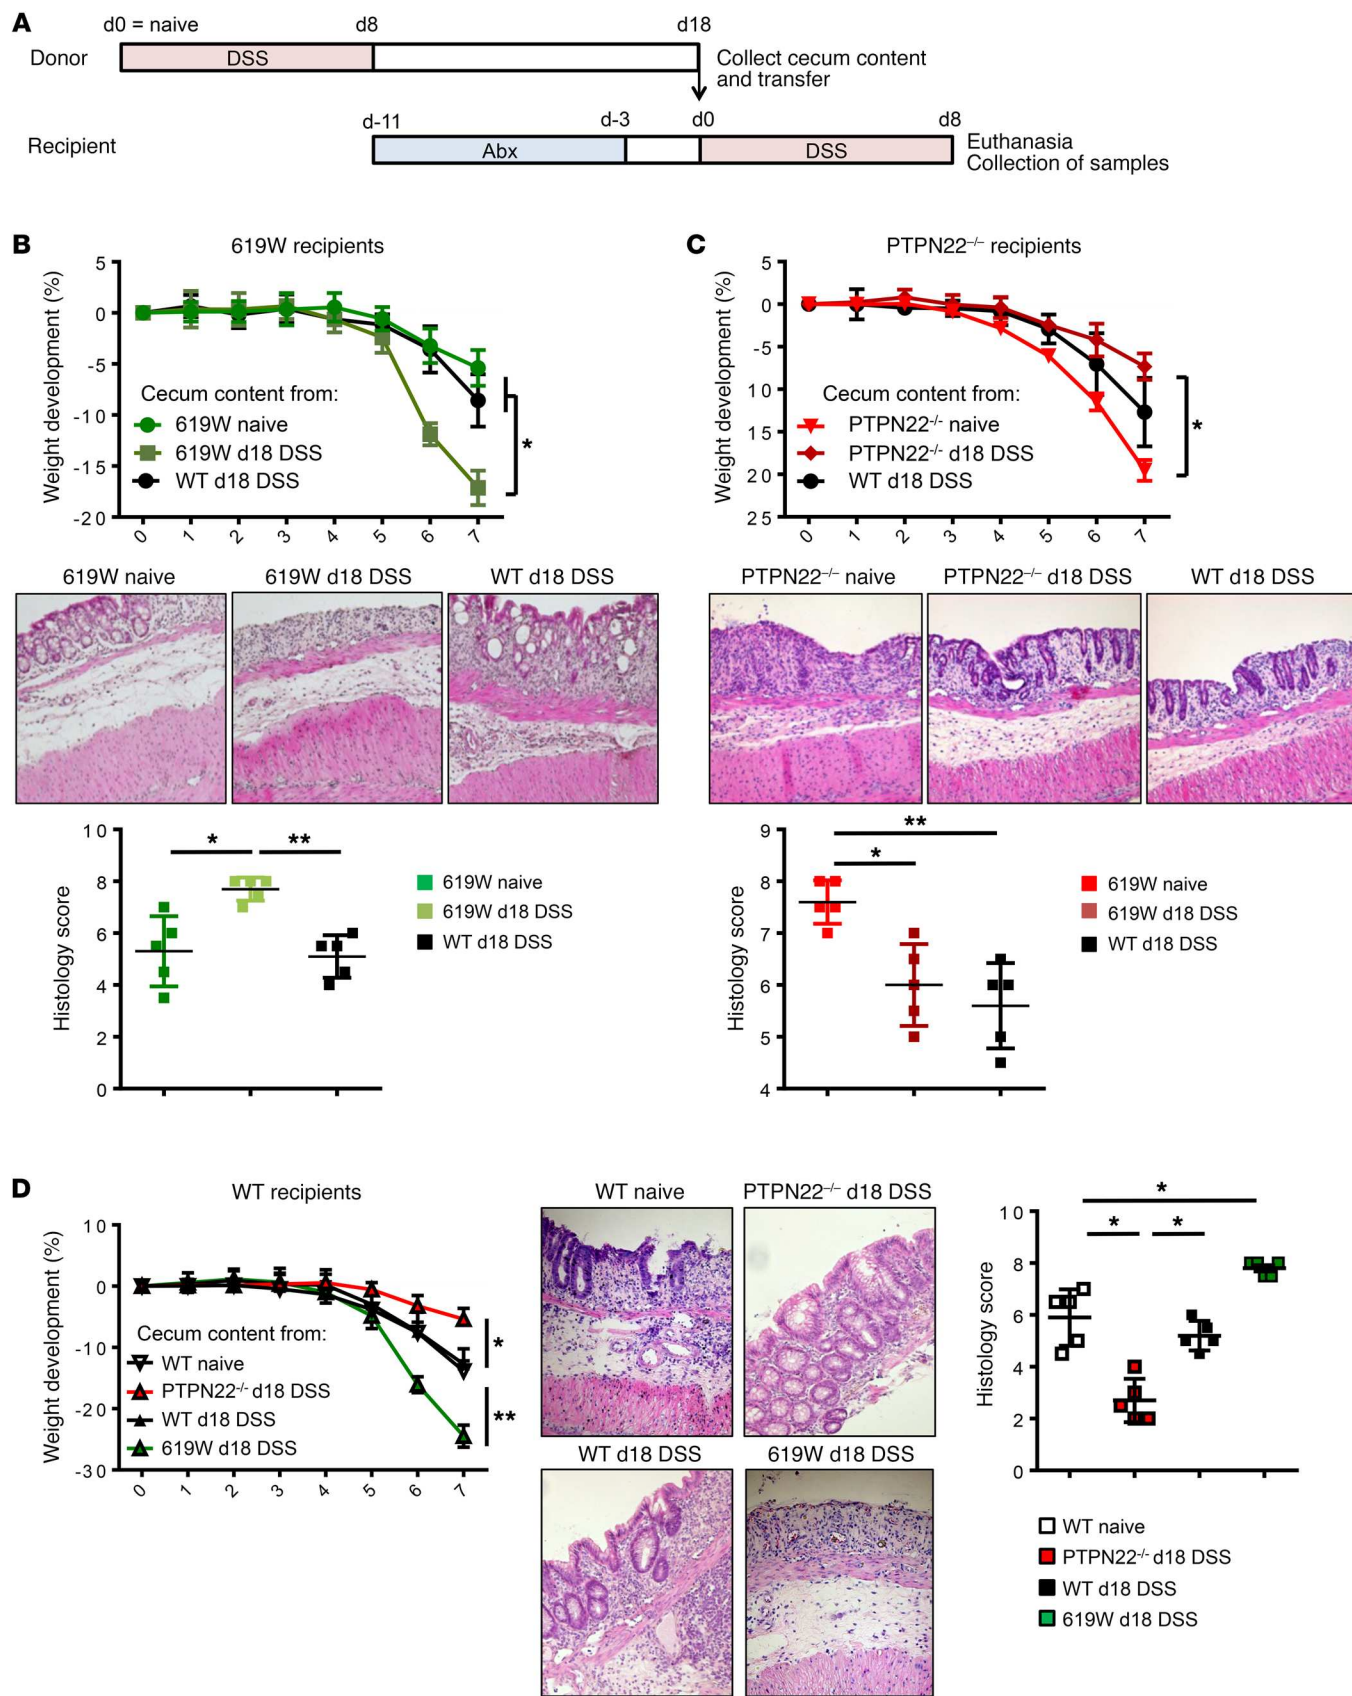 A
d0 = naive
d8
d18
Donor
DSS
Collect cecum content
and transfer
d-11
d-3
d0
d8
Recipient
Abx
DSS
Euthanasia
Collection of samples
B
619W recipients
Weight development (%)
5
0
-5
-10
-15
-20
Cecum content from:
619W naive
619W d18 DSS
WT d18 DSS
*
0 1 2 3 4 5 6 7
619W naive
619W d18 DSS
WT d18 DSS
Histology score
10
8
6
4
2
0
*
**
619W naive
619W d18 DSS
WT d18 DSS
C
PTPN22⁻/⁻ recipients
Weight development (%)
5
0
-5
10
15
20
25
Cecum content from:
PTPN22⁻/⁻ naive
PTPN22⁻/⁻ d18 DSS
WT d18 DSS
*
0 1 2 3 4 5 6 7
PTPN22⁻/⁻ naive
PTPN22⁻/⁻ d18 DSS
WT d18 DSS
Histology score
9
8
7
6
5
4
**
*
619W naive
619W d18 DSS
WT d18 DSS
D
WT recipients
Weight development (%)
10
0
-10
-20
-30
Cecum content from:
WT naive
PTPN22⁻/⁻ d18 DSS
WT d18 DSS
619W d18 DSS
*
**
0 1 2 3 4 5 6 7
WT naive
PTPN22⁻/⁻ d18 DSS
WT d18 DSS
619W d18 DSS
Histology score
10
8
6
4
2
0
*
*
*
WT naive
PTPN22⁻/⁻ d18 DSS
WT d18 DSS
619W d18 DSS